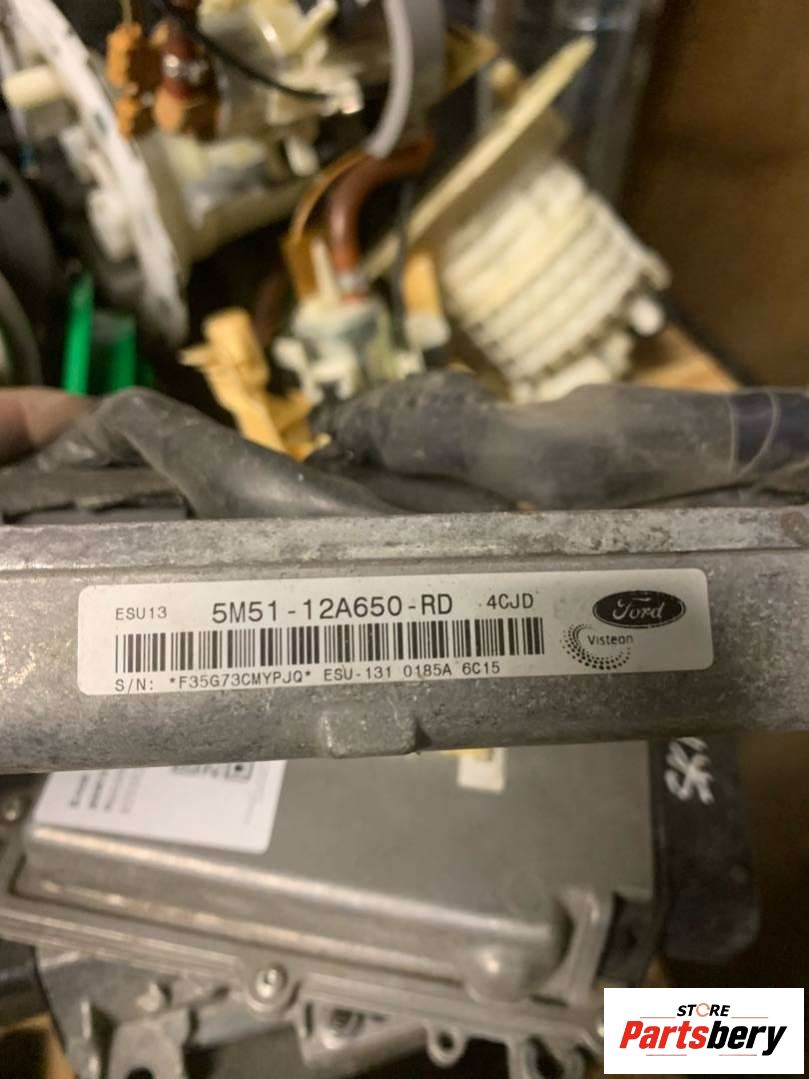 ESU13 5M51-12A650-RD 4CJD
Ford
Visteon
S/N: *F35G73CMYPJQ* ESU-131 0185A 6C15
STORE
Partsbery